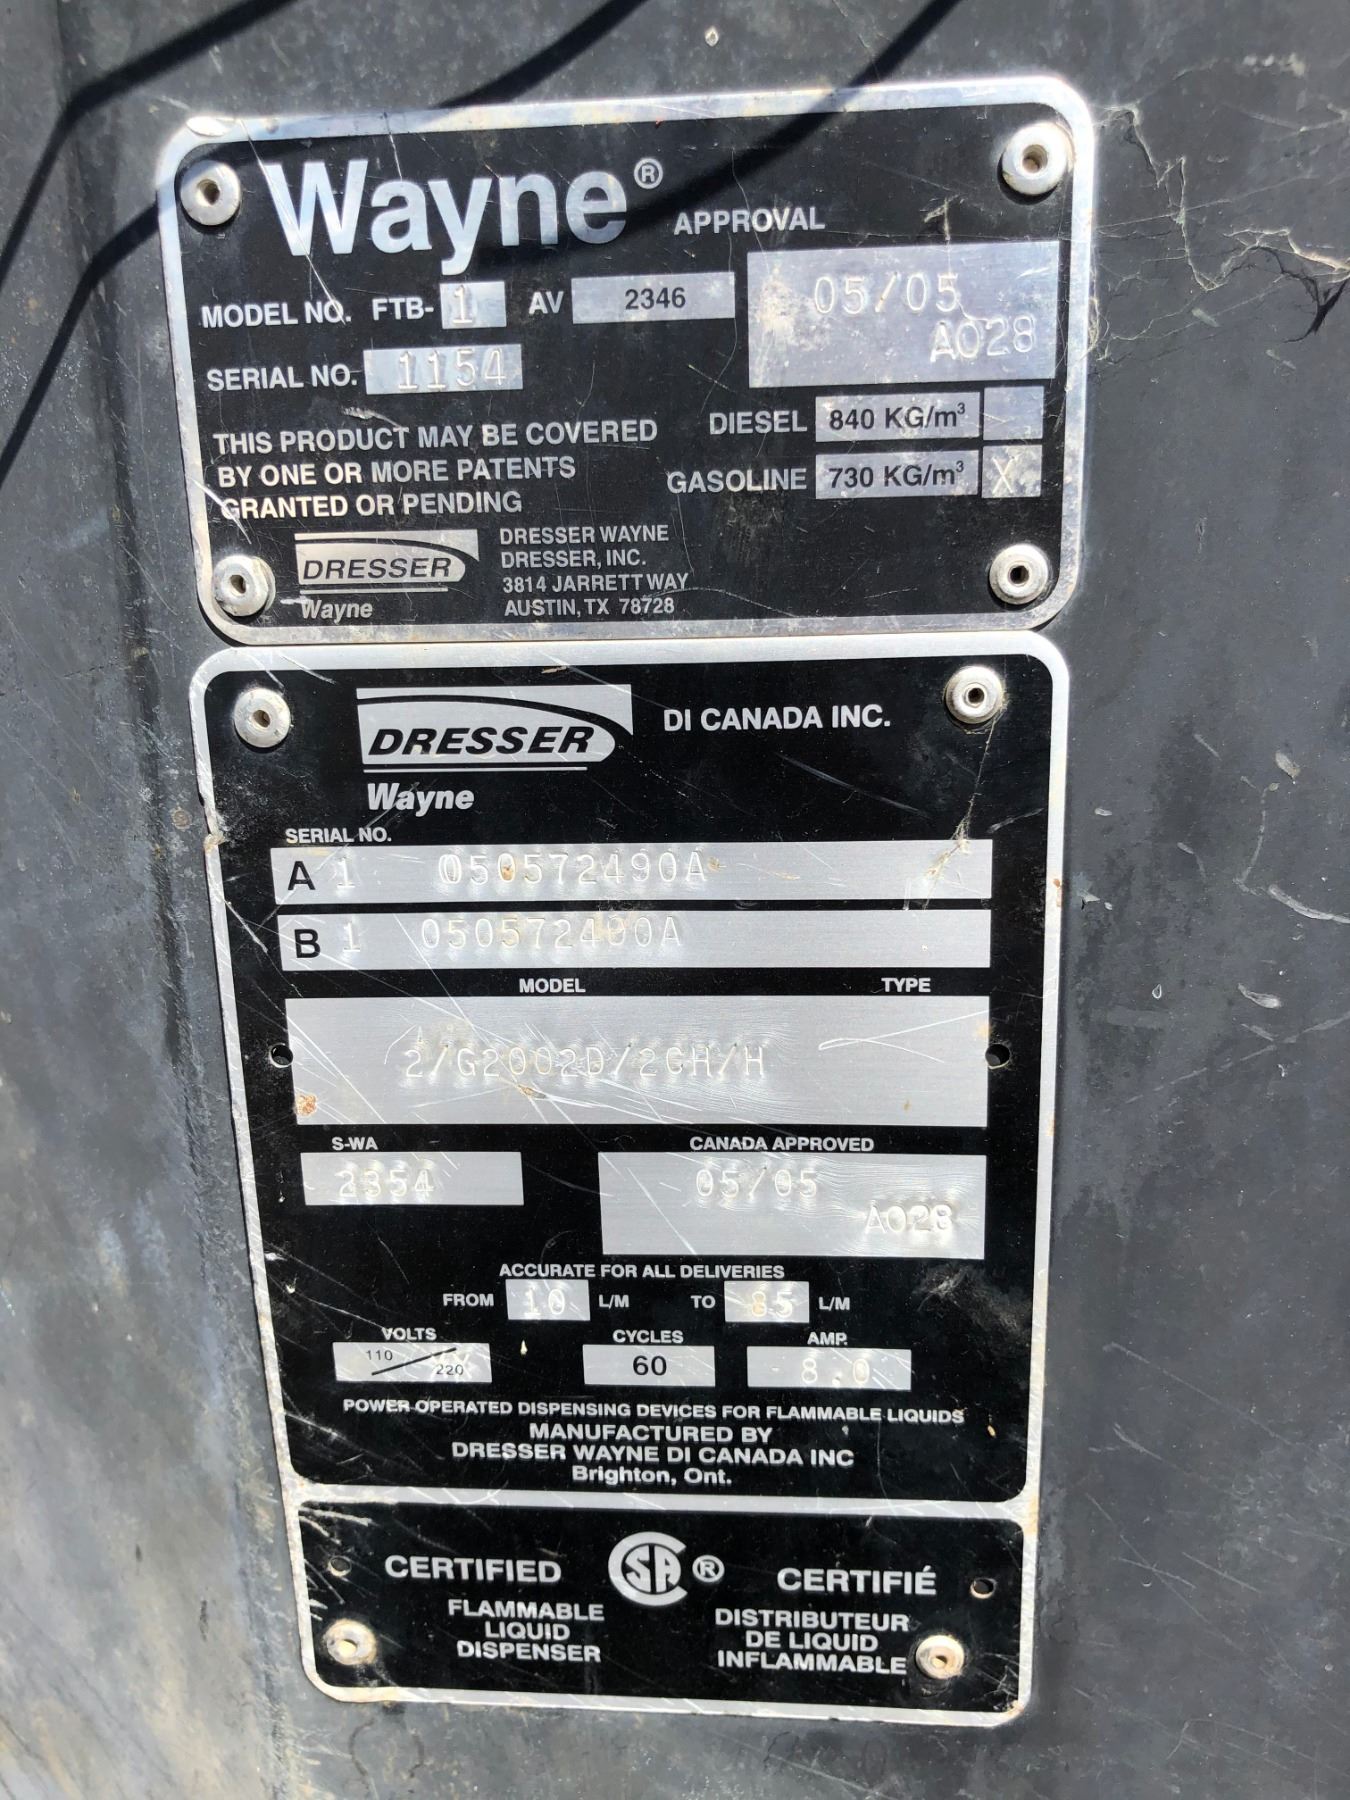 Wayne® APPROVAL
MODEL NO. FTB- 1 AV 2346 05/05
A028
SERIAL NO. 1154
THIS PRODUCT MAY BE COVERED
BY ONE OR MORE PATENTS
GRANTED OR PENDING
DIESEL 840 KG/m³
GASOLINE 730 KG/m³ X
DRESSER
Wayne
DRESSER WAYNE
DRESSER, INC.
3814 JARRETT WAY
AUSTIN, TX 78728
DRESSER
Wayne
DI CANADA INC.
SERIAL NO.
A 1 050572490A
B 1
MODEL TYPE
2/G2002D/2GH/H
S-WA CANADA APPROVED
2354 05/05
A028
ACCURATE FOR ALL DELIVERIES
FROM 10 L/M TO 85 L/M
VOLTS CYCLES AMP.
110/220 60 8.0
POWER OPERATED DISPENSING DEVICES FOR FLAMMABLE LIQUIDS
MANUFACTURED BY
DRESSER WAYNE DI CANADA INC
Brighton, Ont.
CERTIFIED SA ® CERTIFIÉ
FLAMMABLE
LIQUID
DISPENSER
DISTRIBUTEUR
DE LIQUID
INFLAMMABLE